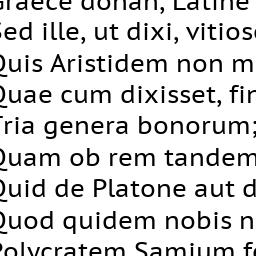 Graece donan, Latine
Sed ille, ut dixi, vitiose
Quis Aristidem non m
Quae cum dixisset, fin
Tria genera bonorum;
Quam ob rem tandem
Quid de Platone aut d
Quod quidem nobis n
Polycratem Samium fe